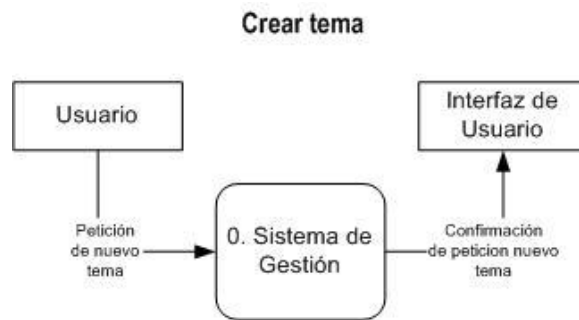 Crear tema
Usuario
Interfaz de
Usuario
0. Sistema de
Gestión
Petición
de nuevo
tema
Confirmación
de peticion nuevo
tema